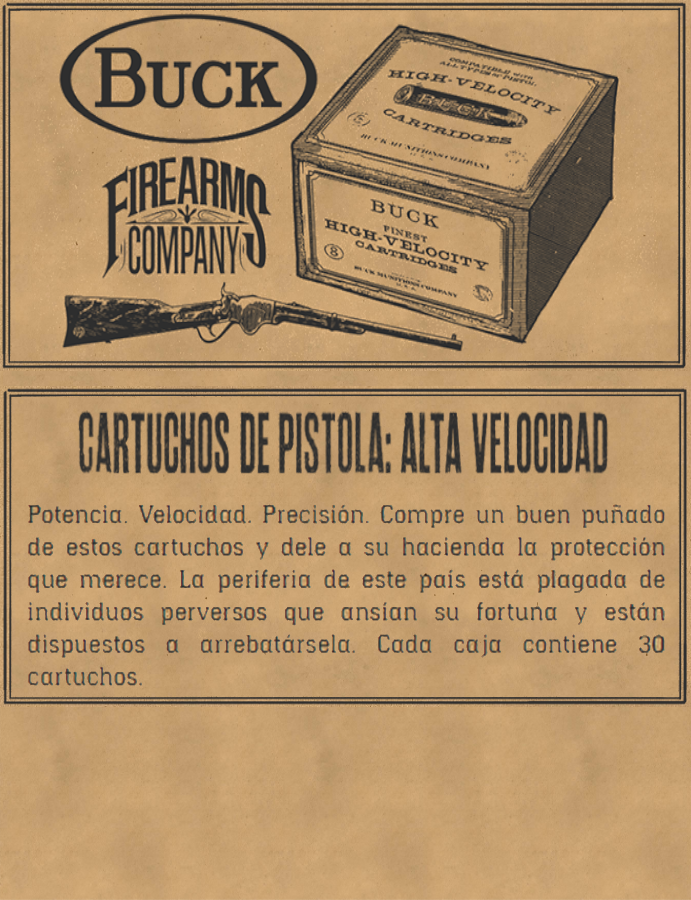 BUCK
FIREARMS
COMPANY
COMPATIBLE with
ALL TYPES of PISTOL
HIGH-VELOCITY
BUCK
CARTRIDGES
BUCK MUNITIONS COMPANY
BUCK
FINEST
HIGH-VELOCITY
CARTRIDGES
BUCK MUNITIONS COMPANY
U.S.A.
CARTUCHOS DE PISTOLA: ALTA VELOCIDAD
Potencia. Velocidad. Precisión. Compre un buen puñado
de estos cartuchos y dele a su hacienda la protección
que merece. La periferia de este país está plagada de
individuos perversos que ansían su fortuna y están
dispuestos a arrebatársela. Cada caja contiene 30
cartuchos.